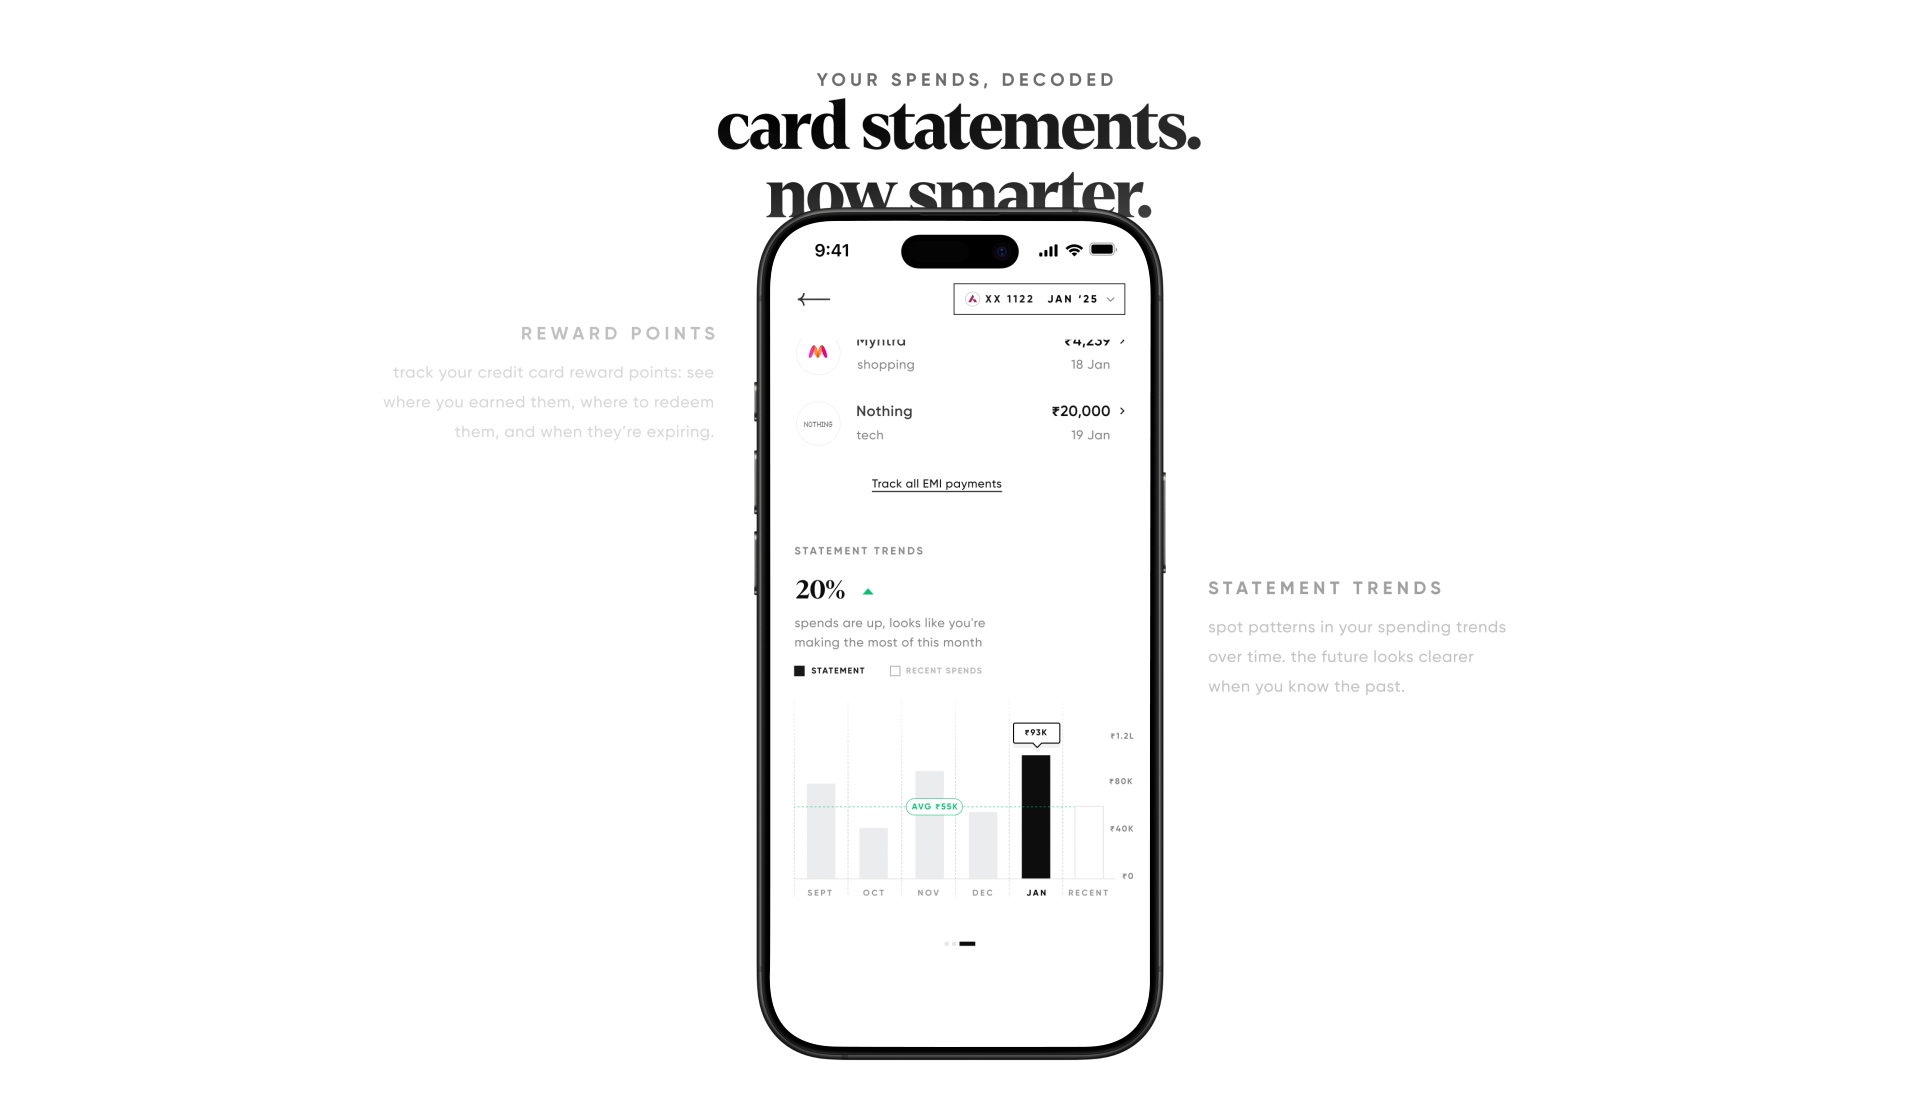 YOUR SPENDS, DECODED
card statements.
now smarter.
9:41
XX 1122 JAN '25
REWARD POINTS
track your credit card reward points: see
where you earned them, where to redeem
them, and when they're expiring.
Myntra ₹4,239
shopping 18 Jan
NOTHING
Nothing ₹20,000
tech 19 Jan
Track all EMI payments
STATEMENT TRENDS
20%
spends are up, looks like you're
making the most of this month
STATEMENT RECENT SPENDS
₹93K
₹1.2L
₹80K
AVG ₹55K
₹40K
₹0
SEPT OCT NOV DEC JAN RECENT
STATEMENT TRENDS
spot patterns in your spending trends
over time. the future looks clearer
when you know the past.